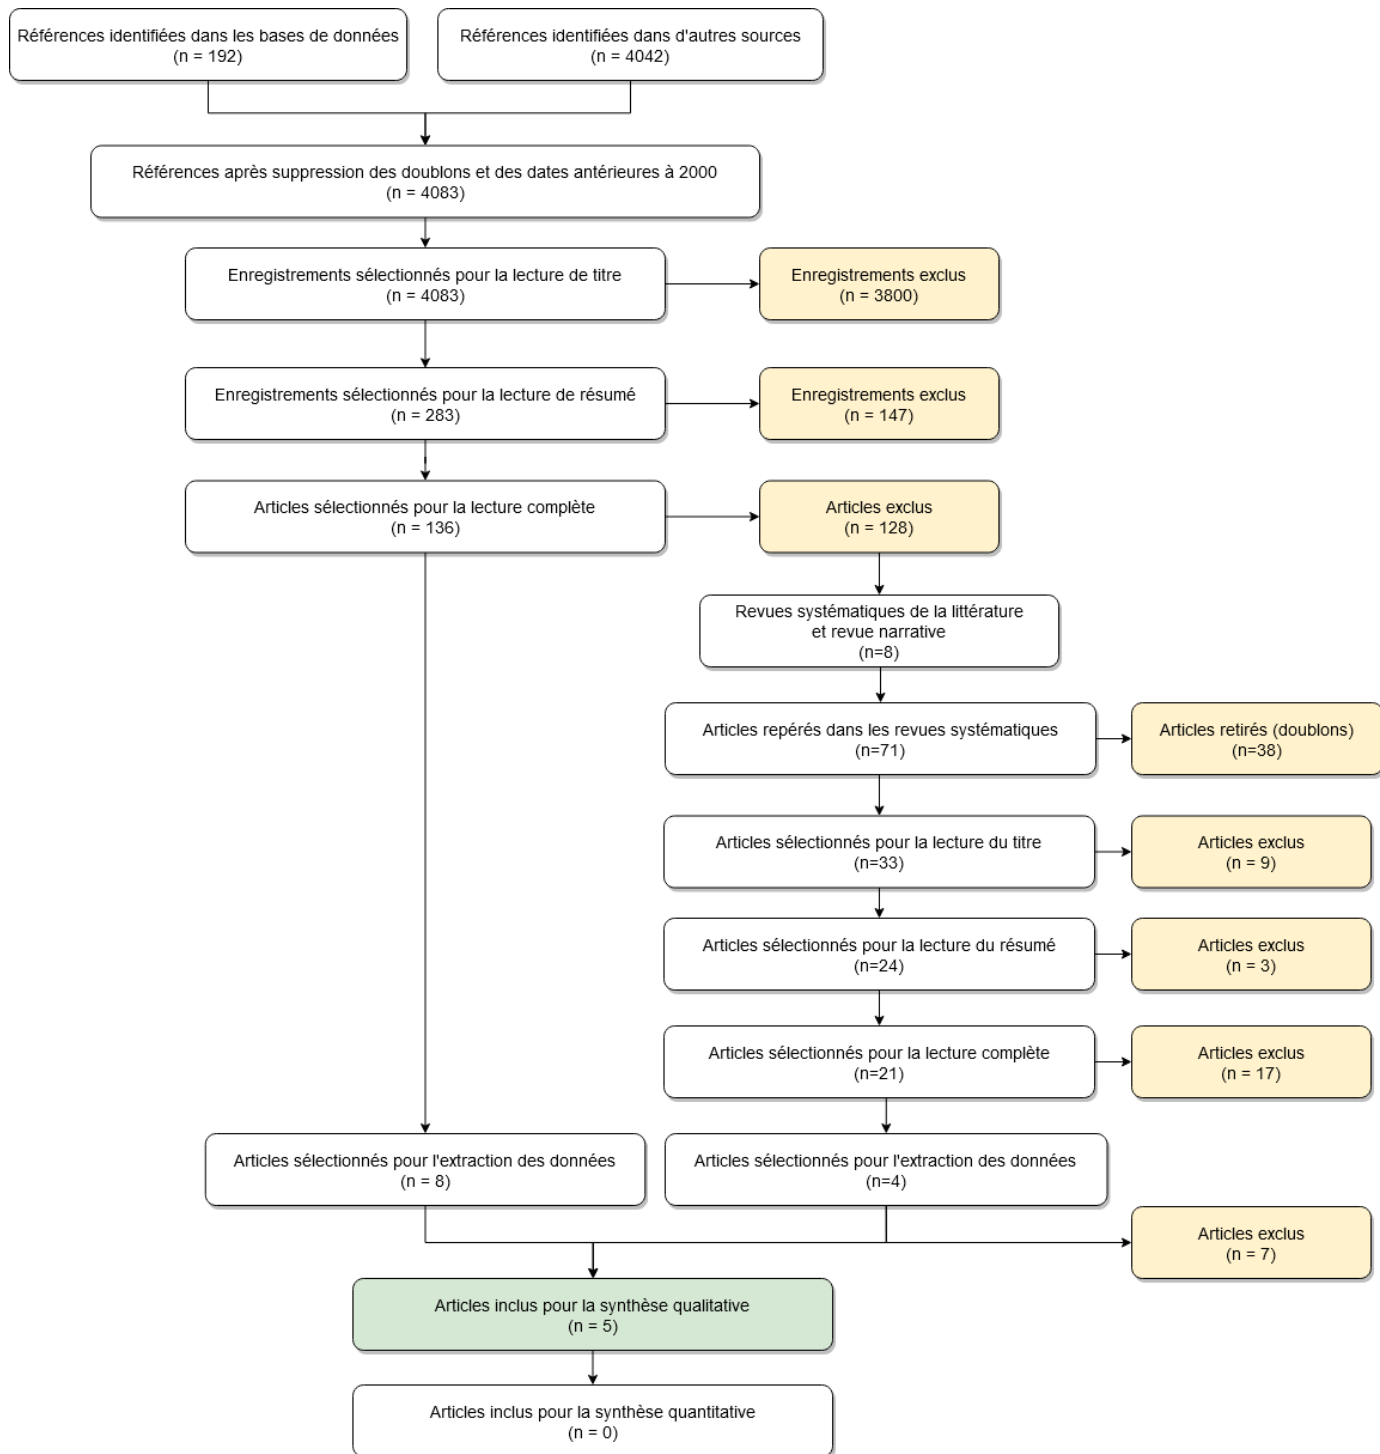 Références identifiées dans les bases de données
(n = 192)
Références identifiées dans d'autres sources
(n = 4042)
Références après suppression des doublons et des dates antérieures à 2000
(n = 4083)
Enregistrements sélectionnés pour la lecture de titre
(n = 4083)
Enregistrements exclus
(n = 3800)
Enregistrements sélectionnés pour la lecture de résumé
(n = 283)
Enregistrements exclus
(n = 147)
Articles sélectionnés pour la lecture complète
(n = 136)
Articles exclus
(n = 128)
Revues systématiques de la littérature
et revue narrative
(n=8)
Articles repérés dans les revues systématiques
(n=71)
Articles retirés (doublons)
(n=38)
Articles sélectionnés pour la lecture du titre
(n=33)
Articles exclus
(n = 9)
Articles sélectionnés pour la lecture du résumé
(n=24)
Articles exclus
(n = 3)
Articles sélectionnés pour la lecture complète
(n=21)
Articles exclus
(n = 17)
Articles sélectionnés pour l'extraction des données
(n = 8)
Articles sélectionnés pour l'extraction des données
(n=4)
Articles exclus
(n = 7)
Articles inclus pour la synthèse qualitative
(n = 5)
Articles inclus pour la synthèse quantitative
(n = 0)